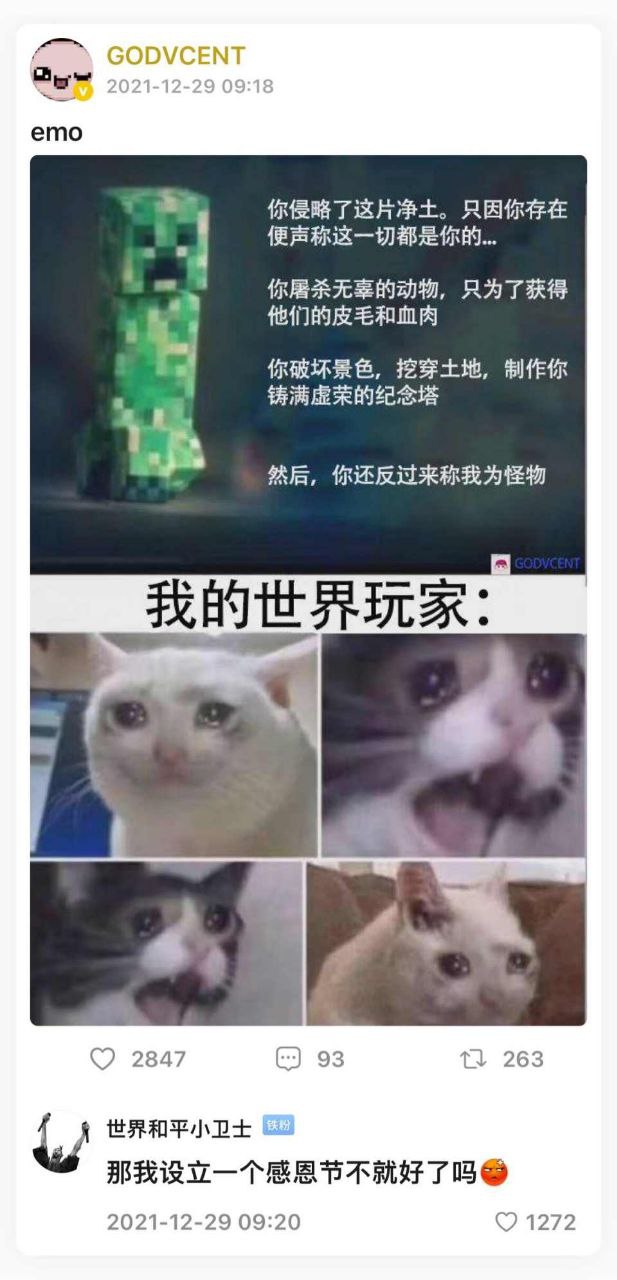 GODVCENT
2021-12-29 09:18
emo
你侵略了这片净土。只因你存在
便声称这一切都是你的...
你屠杀无辜的动物，只为了获得
他们的皮毛和血肉
你破坏景色，挖穿土地，制作你
铸满虚荣的纪念塔
然后，你还反过来称我为怪物
GODVCENT
我的世界玩家：
2847
93
263
世界和平小卫士 铁粉
那我设立一个感恩节不就好了吗😡
2021-12-29 09:20
1272